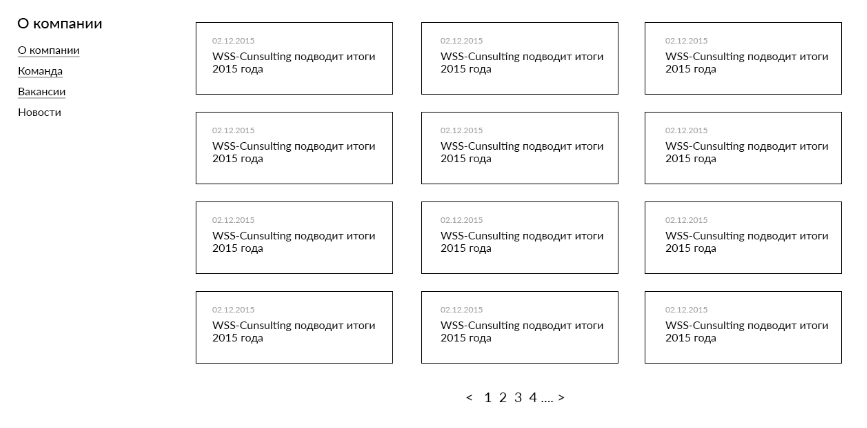 О компании
О компании
Команда
Вакансии
Новости
02.12.2015
WSS-Cunsulting подводит итоги
2015 года
02.12.2015
WSS-Cunsulting подводит итоги
2015 года
02.12.2015
WSS-Cunsulting подводит итоги
2015 года
02.12.2015
WSS-Cunsulting подводит итоги
2015 года
02.12.2015
WSS-Cunsulting подводит итоги
2015 года
02.12.2015
WSS-Cunsulting подводит итоги
2015 года
02.12.2015
WSS-Cunsulting подводит итоги
2015 года
02.12.2015
WSS-Cunsulting подводит итоги
2015 года
02.12.2015
WSS-Cunsulting подводит итоги
2015 года
02.12.2015
WSS-Cunsulting подводит итоги
2015 года
02.12.2015
WSS-Cunsulting подводит итоги
2015 года
02.12.2015
WSS-Cunsulting подводит итоги
2015 года
< 1 2 3 4 .... >